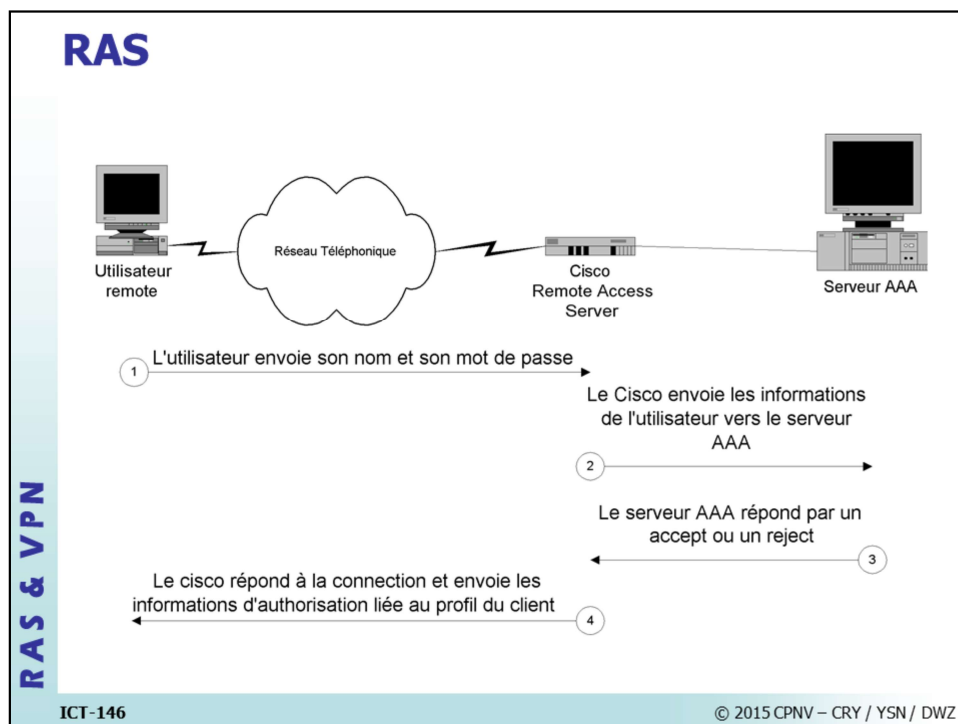 RAS
Utilisateur
remote
Réseau Téléphonique
Cisco
Remote Access
Server
Serveur AAA
1
L'utilisateur envoie son nom et son mot de passe
Le Cisco envoie les informations
de l'utilisateur vers le serveur
AAA
2
Le serveur AAA répond par un
accept ou un reject
3
Le cisco répond à la connection et envoie les
informations d'authorisation liée au profil du client
4
RAS & VPN
ICT-146
© 2015 CPNV – CRY / YSN / DWZ